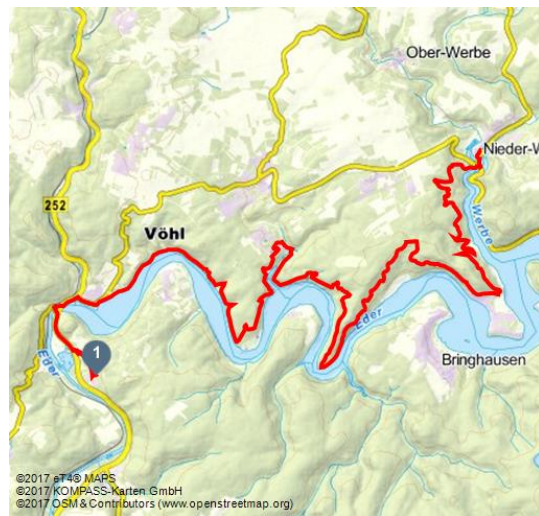 Ober-Werbe
Nieder-W
252
Werbe
Vöhl
Eder
1
Eder
Bringhausen
©2017 eT4® MAPS
©2017 KOMPASS-Karten GmbH
©2017 OSM & Contributors (www.openstreetmap.org)